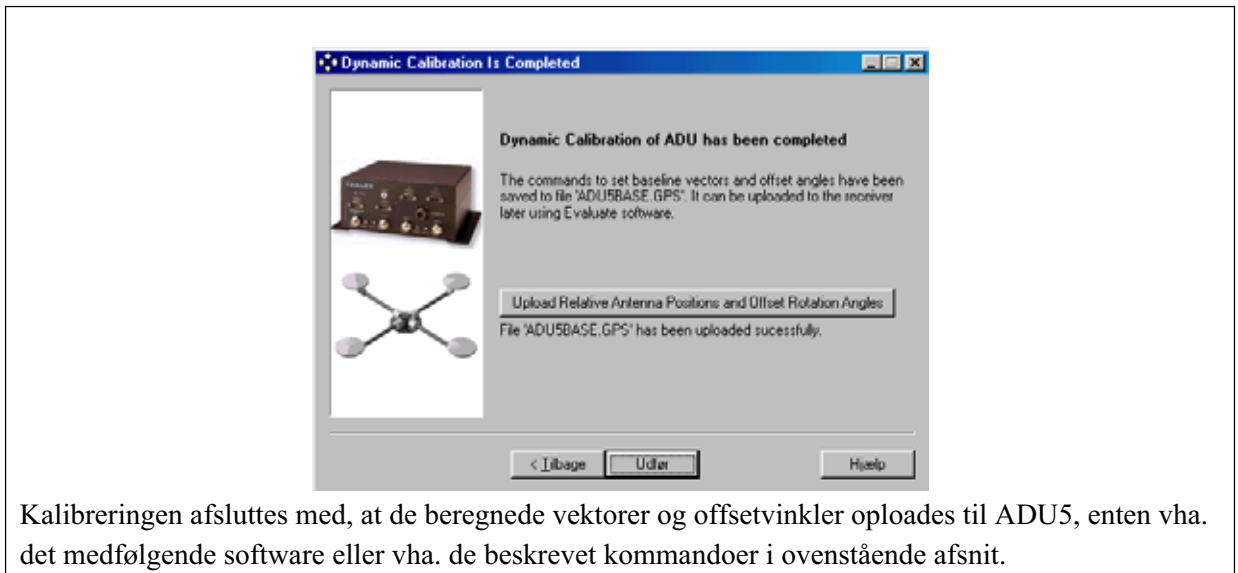 Dynamic Calibration Is Completed
Dynamic Calibration of ADU has been completed
The commands to set baseline vectors and offset angles have been
saved to file 'ADU5BASE.GPS'. It can be uploaded to the receiver
later using Evaluate software.
Upload Relative Antenna Positions and Offset Rotation Angles
File 'ADU5BASE.GPS' has been uploaded sucessfully.
< Tilbage
Udfør
Hjælp
Kalibreringen afsluttes med, at de beregnede vektorer og offsetvinkler oploades til ADU5, enten vha.
det medfølgende software eller vha. de beskrevet kommandoer i ovenstående afsnit.